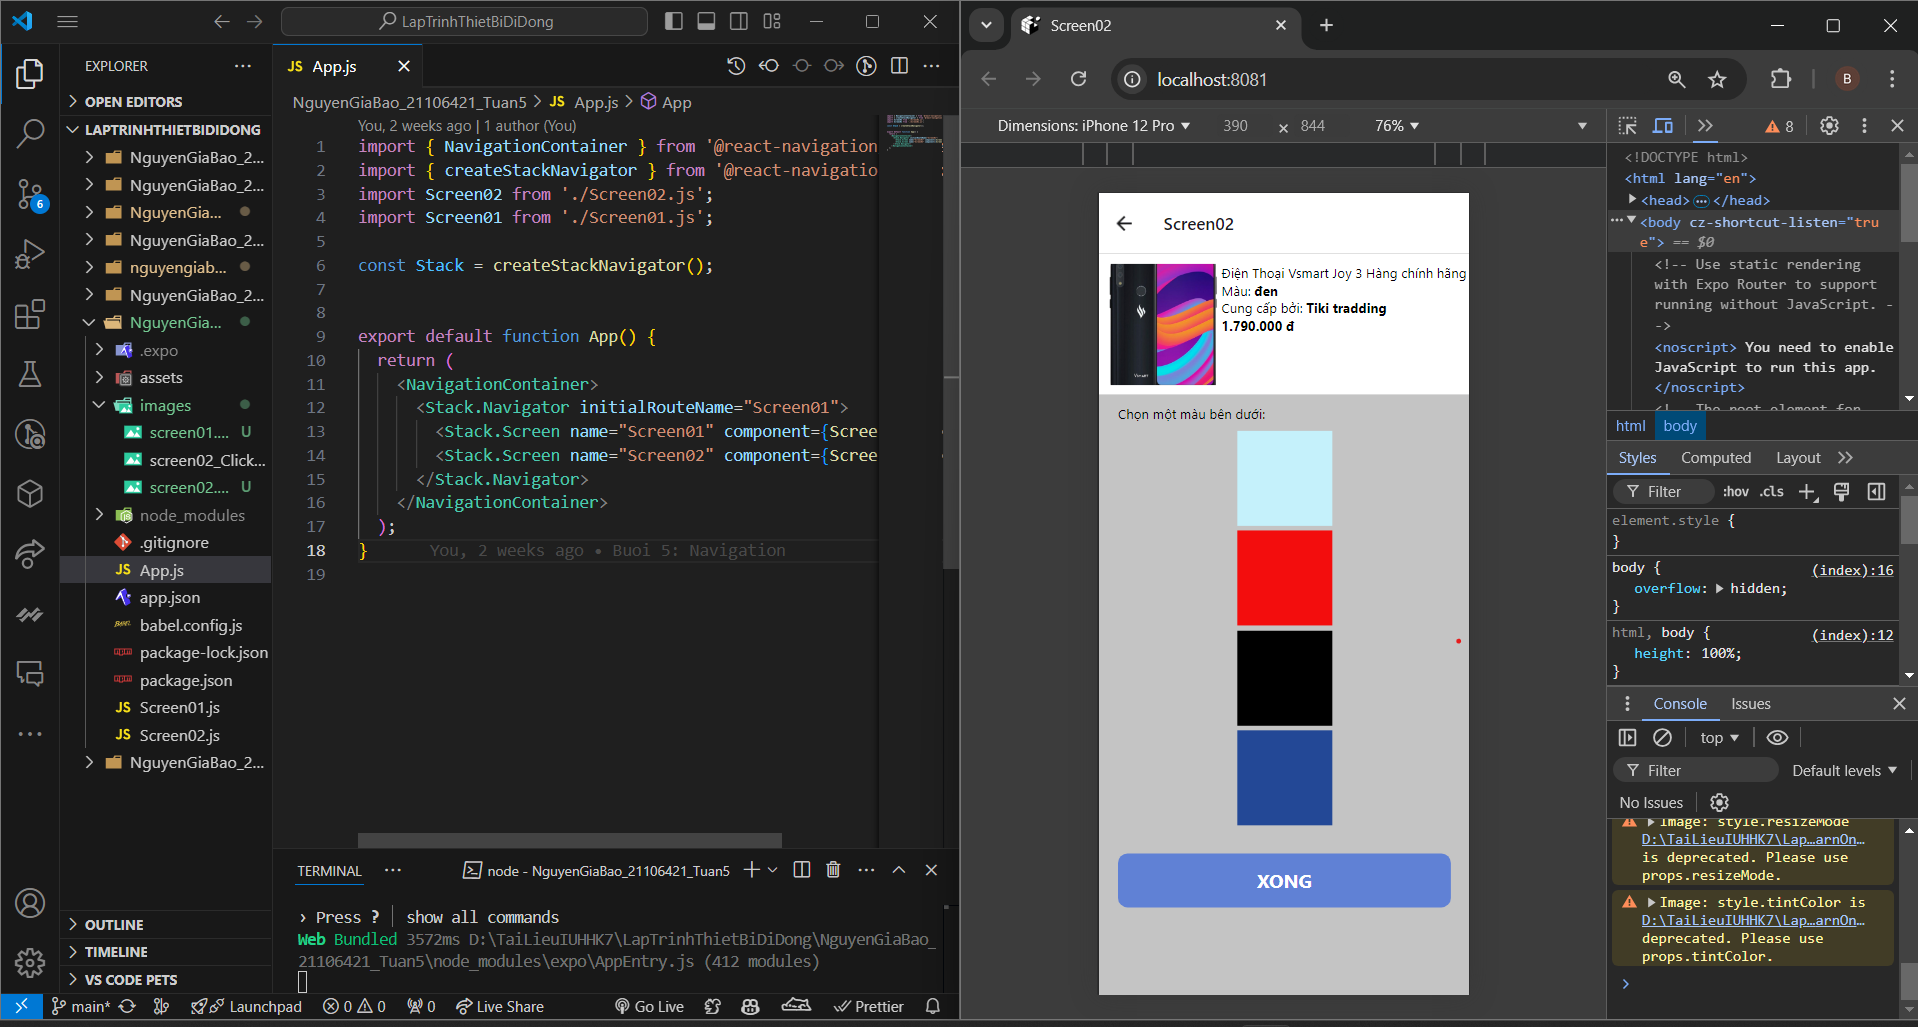 LapTrinhThietBiDiDong
EXPLORER
OPEN EDITORS
LAPTRINHTHIETBIDIDONG
NguyenGiaBao_2...
NguyenGiaBao_2...
NguyenGia...
NguyenGiaBao_2...
nguyengiab...
NguyenGiaBao_2...
NguyenGia...
.expo
assets
images
screen01.... U
screen02_Click...
screen02.... U
node_modules
.gitignore
JS App.js
app.json
babel.config.js
package-lock.json
package.json
JS Screen01.js
JS Screen02.js
NguyenGiaBao_2...
OUTLINE
TIMELINE
VS CODE PETS
6
JS App.js
NguyenGiaBao_21106421_Tuan5 > JS App.js > App
You, 2 weeks ago | 1 author (You)
1 import { NavigationContainer } from '@react-navigation
2 import { createStackNavigator } from '@react-navigatio
3 import Screen02 from './Screen02.js';
4 import Screen01 from './Screen01.js';
5
6 const Stack = createStackNavigator();
7
8
9 export default function App() {
10 return (
11 <NavigationContainer>
12 <Stack.Navigator initialRouteName="Screen01">
13 <Stack.Screen name="Screen01" component={Scree
14 <Stack.Screen name="Screen02" component={Scree
15 </Stack.Navigator>
16 </NavigationContainer>
17 );
18 } You, 2 weeks ago • Buoi 5: Navigation
19
TERMINAL ... node - NguyenGiaBao_21106421_Tuan5
› Press ? │ show all commands
Web Bundled 3572ms D:\TaiLieuIUHHK7\LapTrinhThietBiDiDong\NguyenGiaBao_
21106421_Tuan5\node_modules\expo\AppEntry.js (412 modules)
main* Launchpad 0 0 0 Live Share Go Live Prettier
Screen02
localhost:8081
B
Dimensions: iPhone 12 Pro 390 × 844 76%
8
Screen02
Điện Thoại Vsmart Joy 3 Hàng chính hãng
Màu: đen
Cung cấp bởi: Tiki tradding
1.790.000 đ
Chọn một màu bên dưới:
XONG
<!DOCTYPE html>
<html lang="en">
<head> ... </head>
... <body cz-shortcut-listen="tru
e"> == $0
<!-- Use static rendering
with Expo Router to support
running without JavaScript. -
->
<noscript> You need to enable
JavaScript to run this app.
</noscript>
<!-- The root element for
html body
Styles Computed Layout
Filter :hov .cls
element.style {
}
body { (index):16
overflow: hidden;
}
html, body { (index):12
height: 100%;
}
Console Issues
top
Filter Default levels
No Issues
Image: style.resizeMode
D:\TaiLieuIUHHK7\Lap…arnOn…
is deprecated. Please use
props.resizeMode.
Image: style.tintColor is
D:\TaiLieuIUHHK7\Lap…arnOn…
deprecated. Please use
props.tintColor.